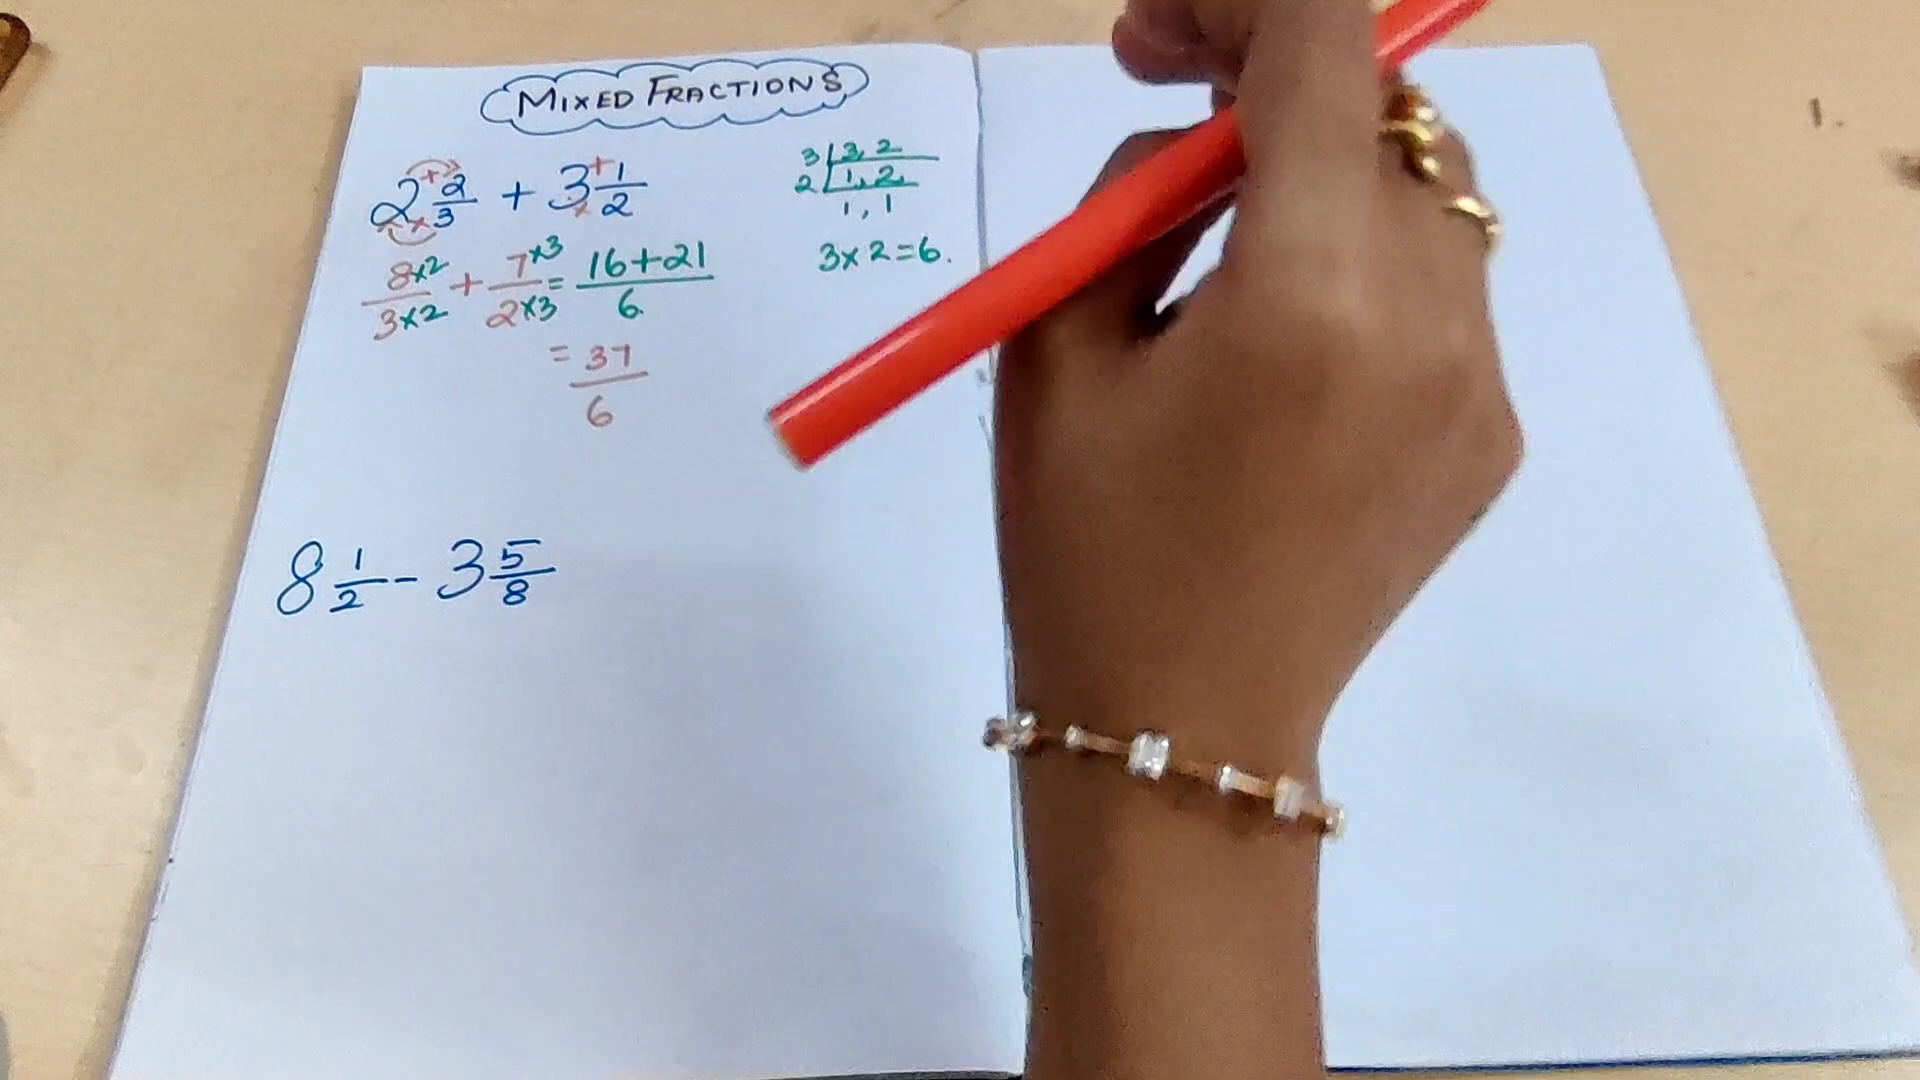 MIXED FRACTIONS
2 2/3 + 3 1/2
8×2/3×2 + 7×3/2×3 = 16+21/6
= 37/6
3 | 3, 2
2 | 1, 2
1, 1
3 × 2 = 6.
8 1/2 - 3 5/8